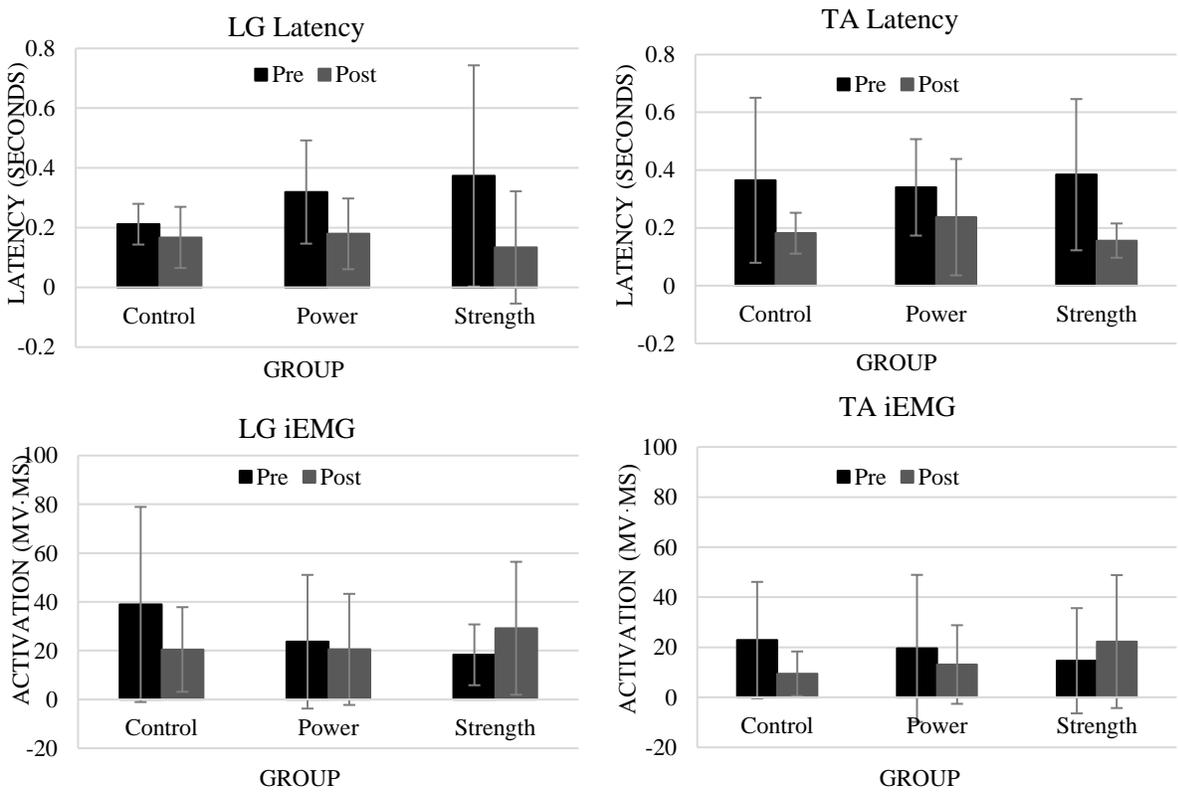 LG Latency
LATENCY (SECONDS)
0.8
0.6
0.4
0.2
0
-0.2
Pre Post
Control Power Strength
GROUP
TA Latency
LATENCY (SECONDS)
0.8
0.6
0.4
0.2
0
-0.2
Pre Post
Control Power Strength
GROUP
LG iEMG
ACTIVATION (MV·MS)
100
80
60
40
20
0
-20
Pre Post
Control Power Strength
GROUP
TA iEMG
ACTIVATION (MV·MS)
100
80
60
40
20
0
-20
Pre Post
Control Power Strength
GROUP